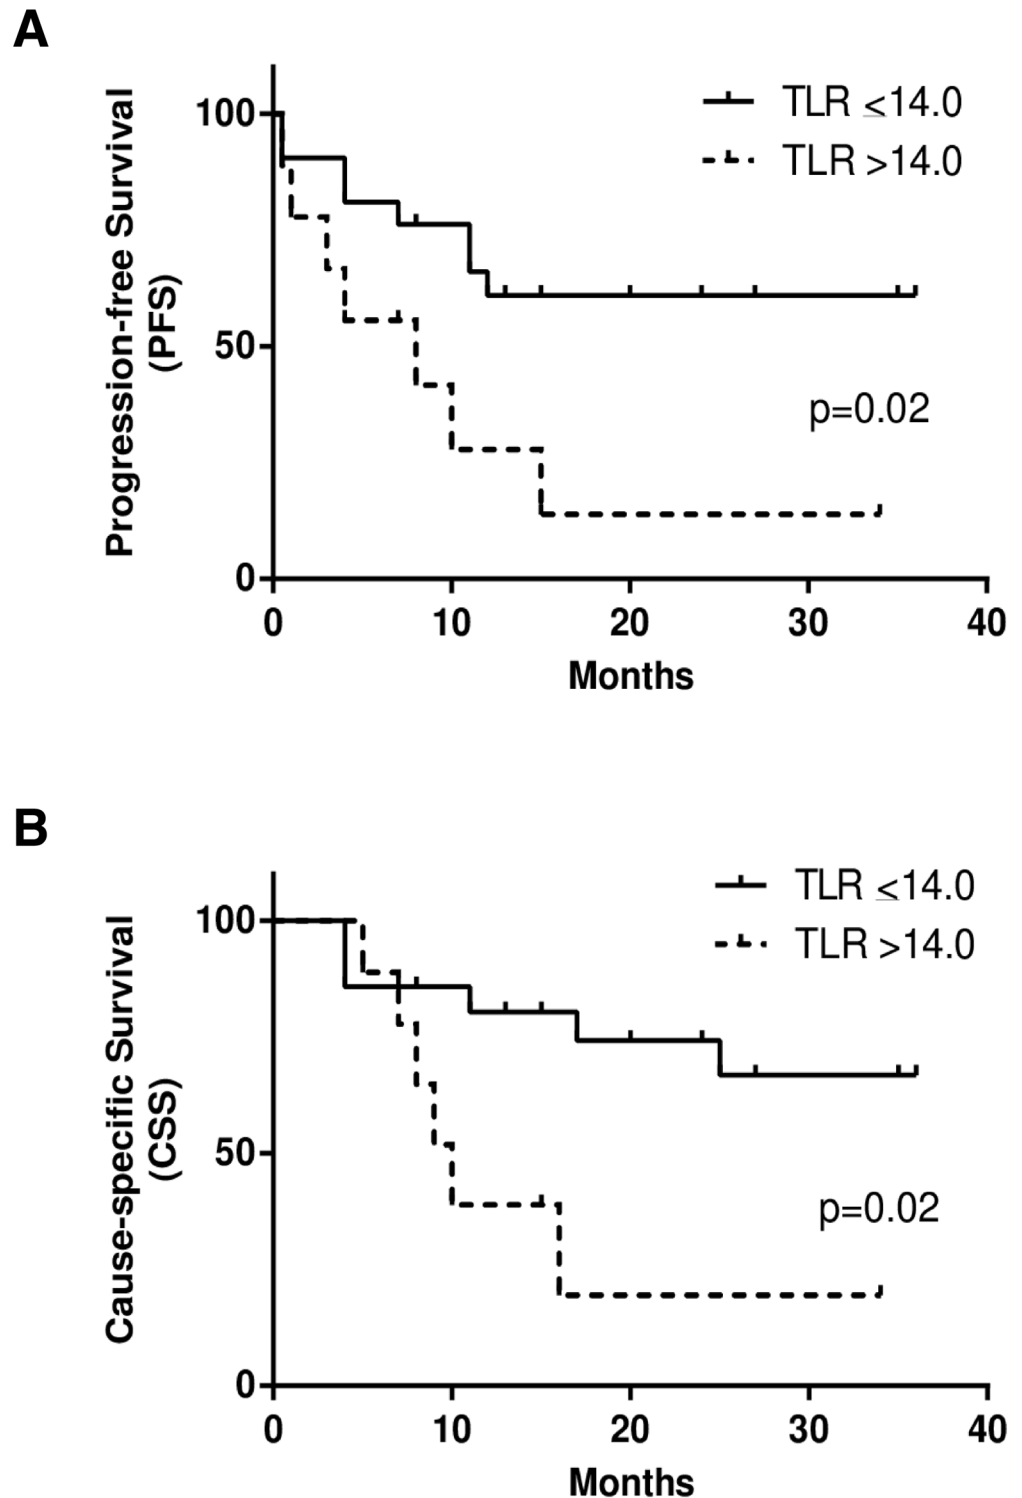 A
TLR ≤14.0
TLR >14.0
Progression-free Survival
(PFS)
100
50
0
p=0.02
0 10 20 30 40
Months
B
TLR ≤14.0
TLR >14.0
Cause-specific Survival
(CSS)
100
50
0
p=0.02
0 10 20 30 40
Months